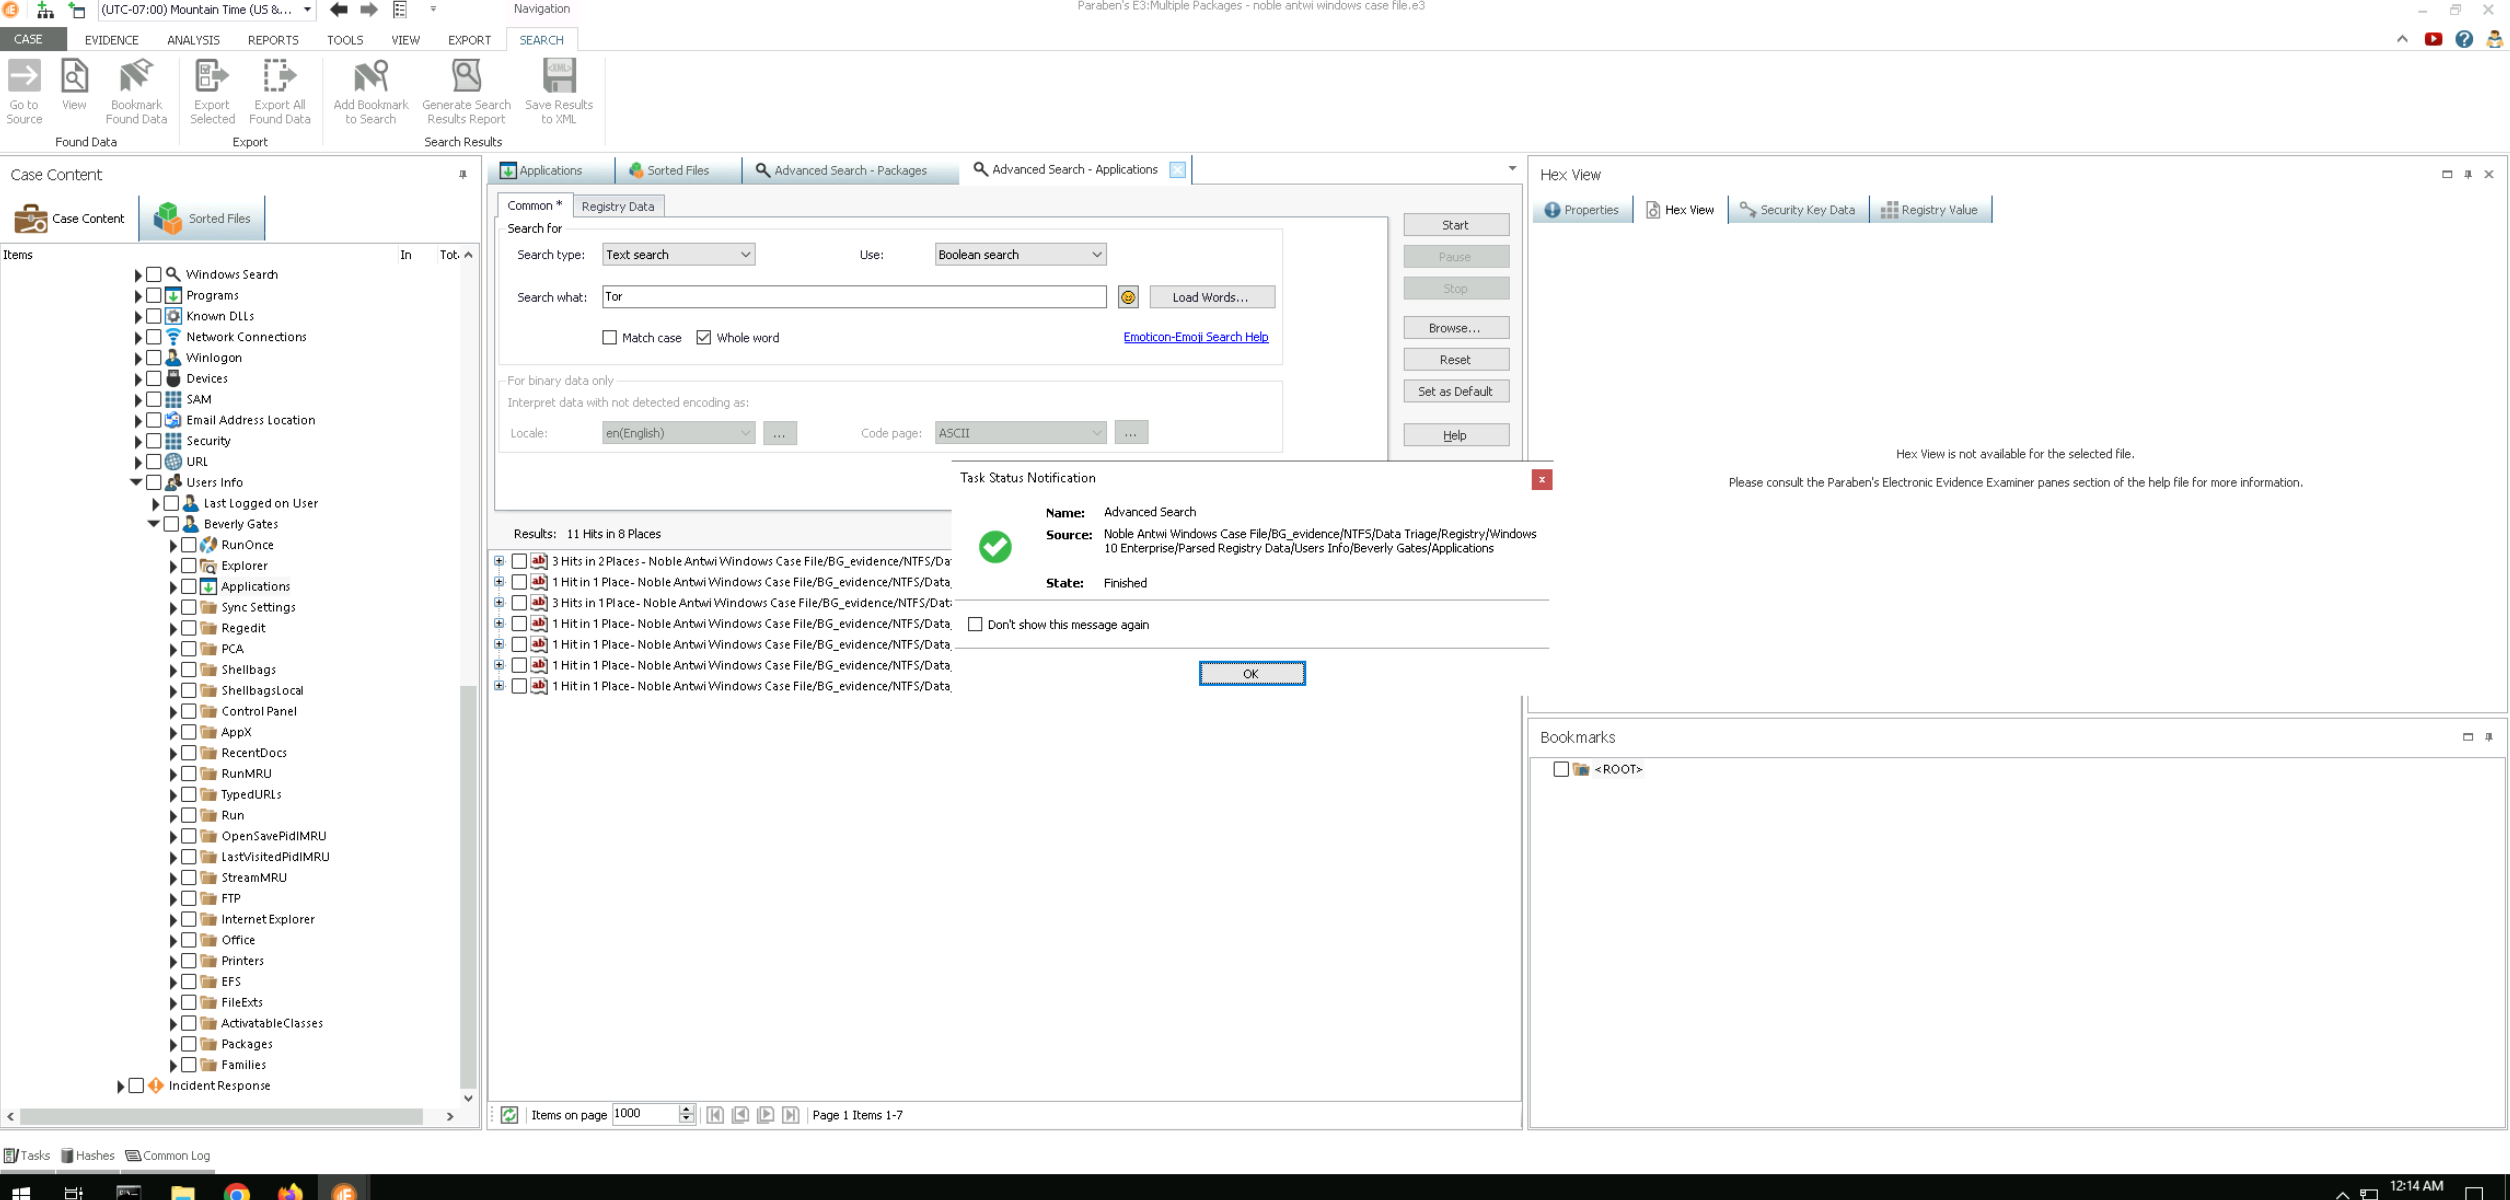 (UTC-07:00) Mountain Time (US &...
Navigation
Paraben's E3:Multiple Packages - noble antwi windows case file.e3
CASE EVIDENCE ANALYSIS REPORTS TOOLS VIEW EXPORT SEARCH
Go to Source
View
Bookmark Found Data
Export Selected
Export All Found Data
Add Bookmark to Search
Generate Search Results Report
Save Results to XML
Found Data Export Search Results
Case Content
Case Content Sorted Files
Items In Tot.
Windows Search
Programs
Known DLLs
Network Connections
Winlogon
Devices
SAM
Email Address Location
Security
URL
Users Info
Last Logged on User
Beverly Gates
RunOnce
Explorer
Applications
Sync Settings
Regedit
PCA
Shellbags
ShellbagsLocal
Control Panel
AppX
RecentDocs
RunMRU
TypedURLs
Run
OpenSavePidlMRU
LastVisitedPidlMRU
StreamMRU
FTP
Internet Explorer
Office
Printers
EFS
FileExts
ActivatableClasses
Packages
Families
Incident Response
Applications Sorted Files Advanced Search - Packages Advanced Search - Applications
Common * Registry Data
Search for
Search type: Text search Use: Boolean search
Search what: Tor Load Words...
Match case Whole word Emoticon-Emoji Search Help
For binary data only
Interpret data with not detected encoding as:
Locale: en(English) ... Code page: ASCII ...
Start
Pause
Stop
Browse...
Reset
Set as Default
Help
Results: 11 Hits in 8 Places
3 Hits in 2 Places - Noble Antwi Windows Case File/BG_evidence/NTFS/Da
1 Hit in 1 Place- Noble Antwi Windows Case File/BG_evidence/NTFS/Data
3 Hits in 1 Place- Noble Antwi Windows Case File/BG_evidence/NTFS/Dat
1 Hit in 1 Place- Noble Antwi Windows Case File/BG_evidence/NTFS/Data
1 Hit in 1 Place- Noble Antwi Windows Case File/BG_evidence/NTFS/Data
1 Hit in 1 Place- Noble Antwi Windows Case File/BG_evidence/NTFS/Data
1 Hit in 1 Place- Noble Antwi Windows Case File/BG_evidence/NTFS/Data
Task Status Notification
Name: Advanced Search
Source: Noble Antwi Windows Case File/BG_evidence/NTFS/Data Triage/Registry/Windows
10 Enterprise/Parsed Registry Data/Users Info/Beverly Gates/Applications
State: Finished
Don't show this message again
OK
Items on page 1000 Page 1 Items 1-7
Hex View
Properties Hex View Security Key Data Registry Value
Hex View is not available for the selected file.
Please consult the Paraben's Electronic Evidence Examiner panes section of the help file for more information.
Bookmarks
<ROOT>
Tasks Hashes Common Log
12:14 AM